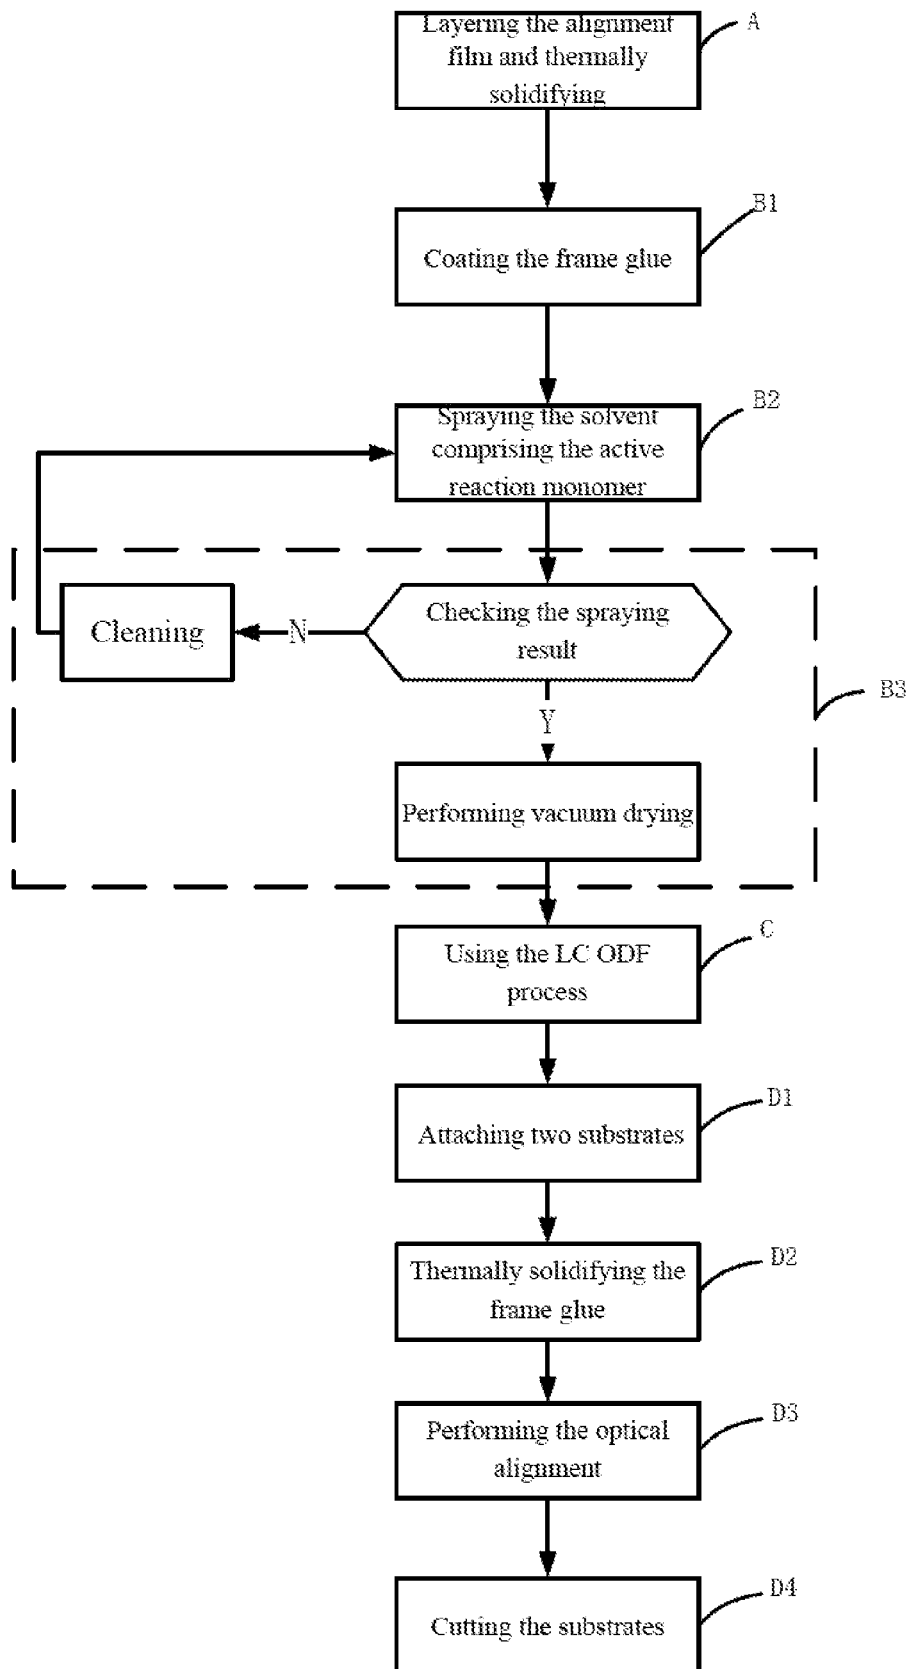 Layering the alignment
film and thermally
solidifying
A
Coating the frame glue
B1
Spraying the solvent
comprising the active
reaction monomer
B2
Checking the spraying
result
N
Cleaning
Y
B3
Performing vacuum drying
Using the LC ODF
process
C
Attaching two substrates
D1
Thermally solidifying the
frame glue
D2
Performing the optical
alignment
D3
Cutting the substrates
D4